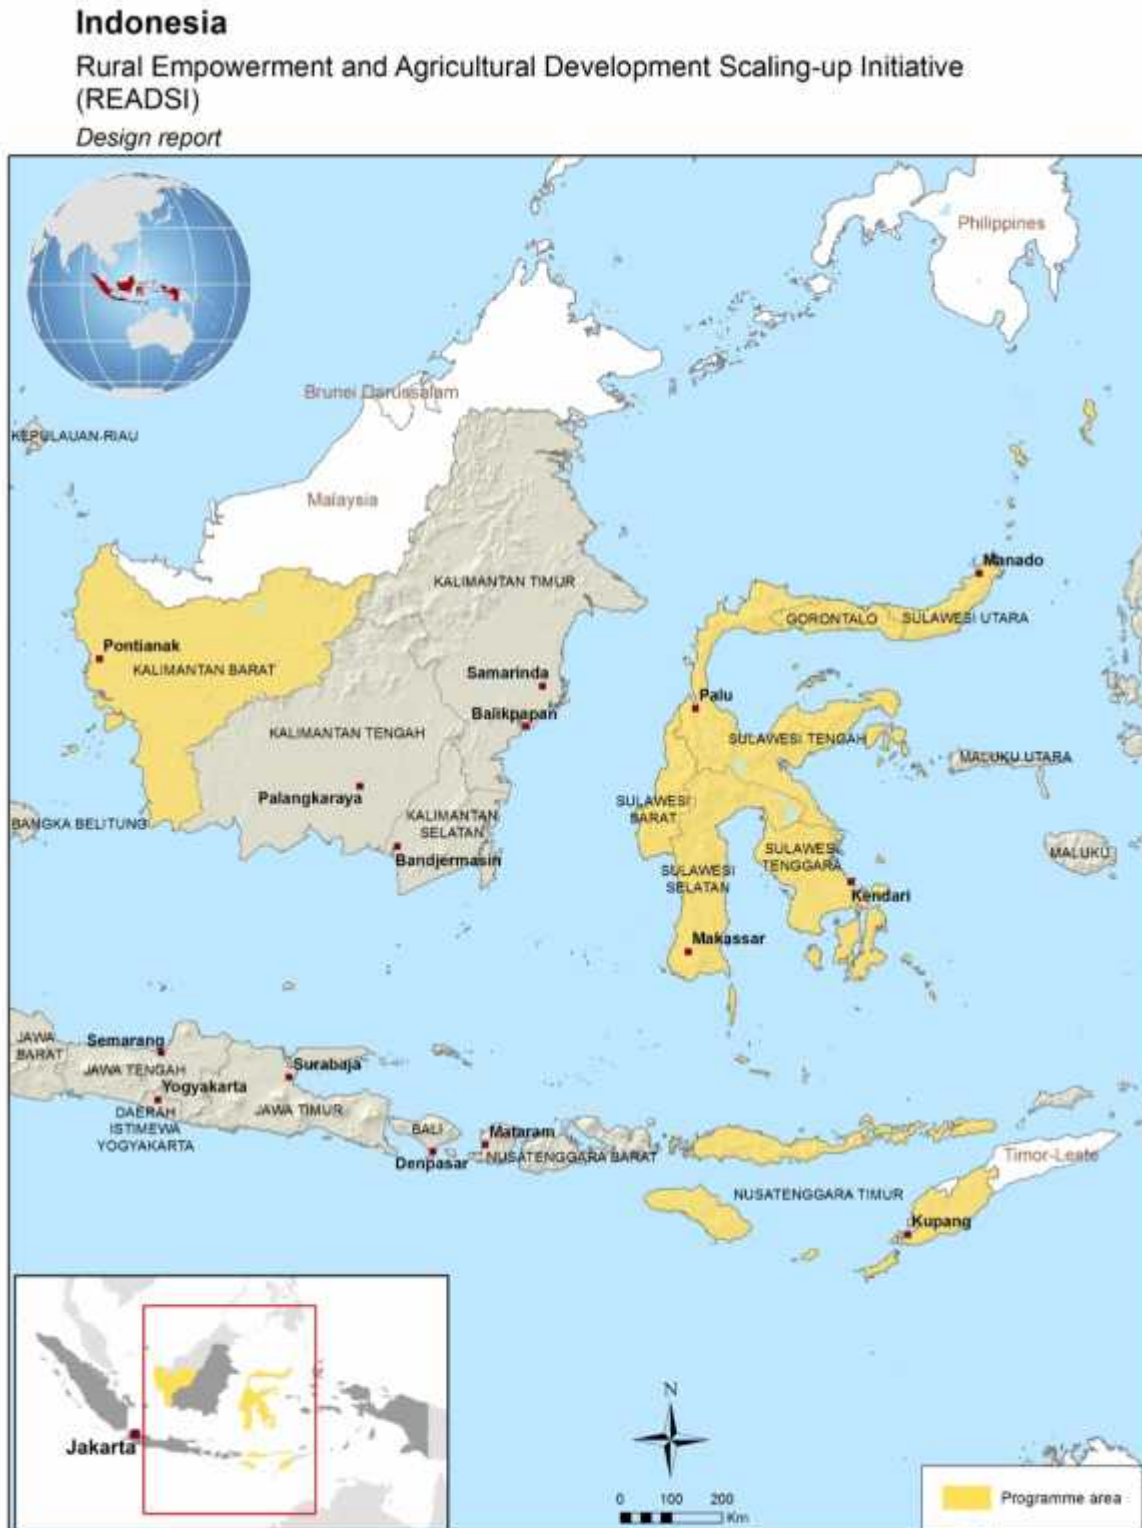 Indonesia
Rural Empowerment and Agricultural Development Scaling-up Initiative
(READSI)
Design report
Philippines
Brunei Darussalam
KEPULAUAN-RIAU
Malaysia
Manado
KALIMANTAN TIMUR
GORONTALO
SULAWESI UTARA
Pontianak
KALIMANTAN BARAT
Samarinda
Palu
Balikpapan
KALIMANTAN TENGAH
SULAWESI TENGAH
MALUKU UTARA
Palangkaraya
SULAWESI
BARAT
KALIMANTAN
SELATAN
BANGKA BELITUNG
Bandjermasin
SULAWESI
TENGGARA
MALUKU
SULAWESI
SELATAN
Kendari
Makassar
JAWA
BARAT
Semarang
JAWA TENGAH
Surabaja
Yogyakarta
DAERAH
ISTIMEWA
YOGYAKARTA
JAWA TIMUR
BALI
Mataram
Denpasar
NUSATENGGARA BARAT
Timor-Leste
NUSATENGGARA TIMUR
Kupang
Jakarta
N
0 100 200
Km
Programme area